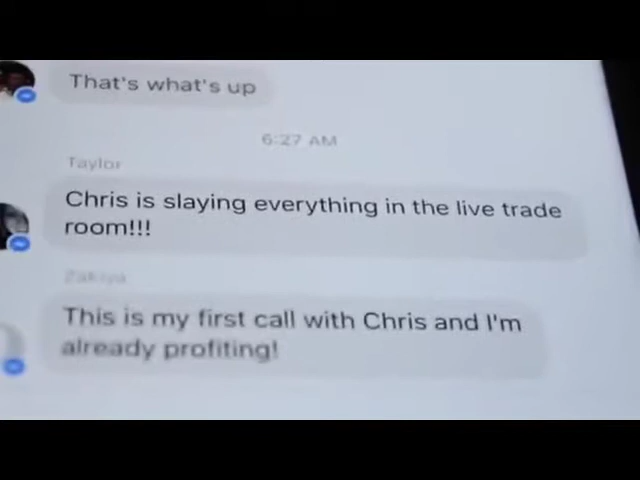 That's what's up
6:27 AM
Taylor
Chris is slaying everything in the live trade
room!!!
Zakiya
This is my first call with Chris and I'm
already profiting!